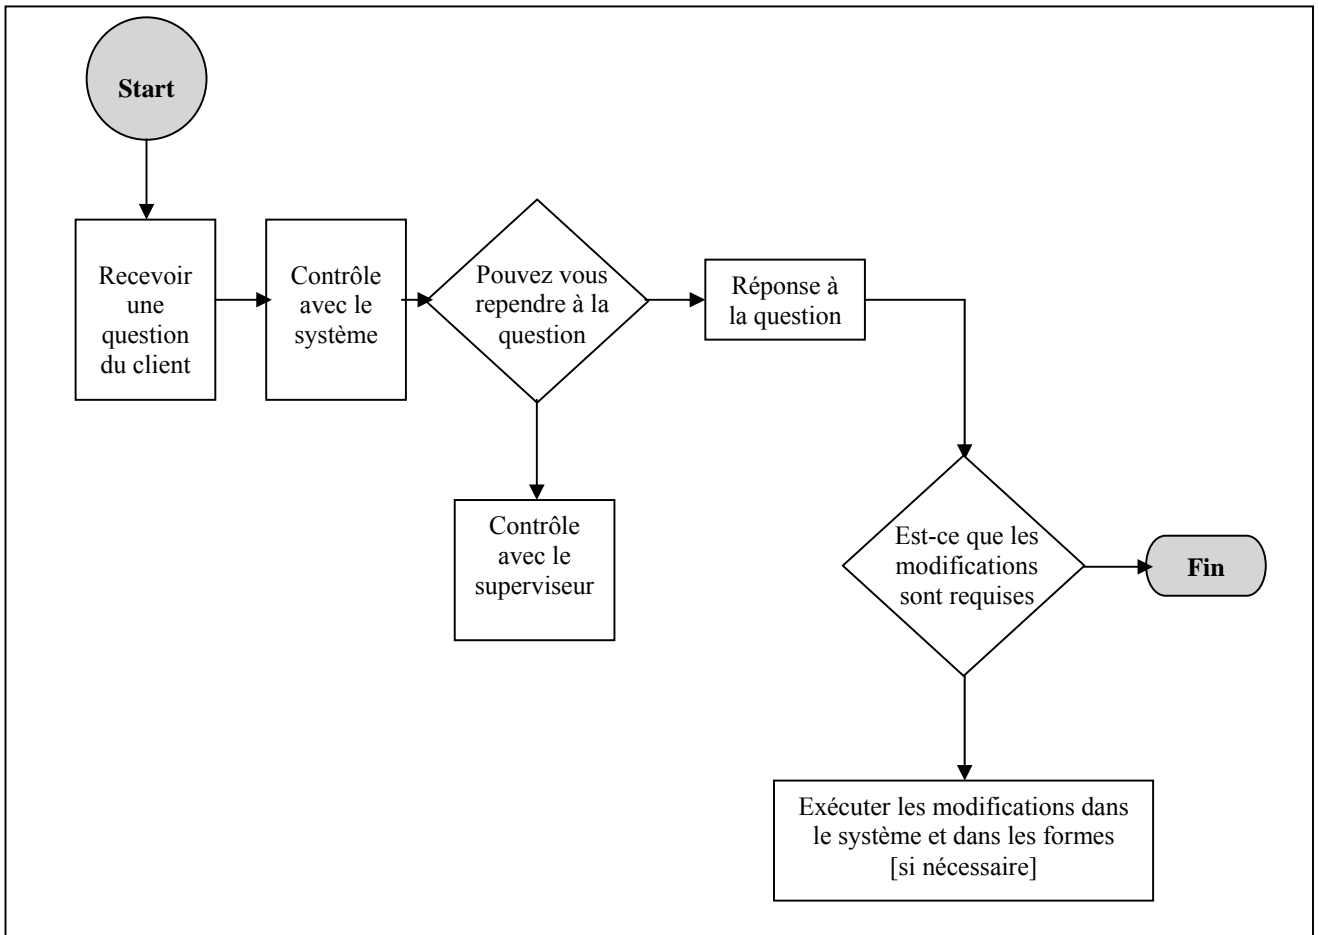 Start
Recevoir
une
question
du client
Contrôle
avec le
système
Pouvez vous
rependre à la
question
Réponse à
la question
Contrôle
avec le
superviseur
Est-ce que les
modifications
sont requises
Fin
Exécuter les modifications dans
le système et dans les formes
[si nécessaire]